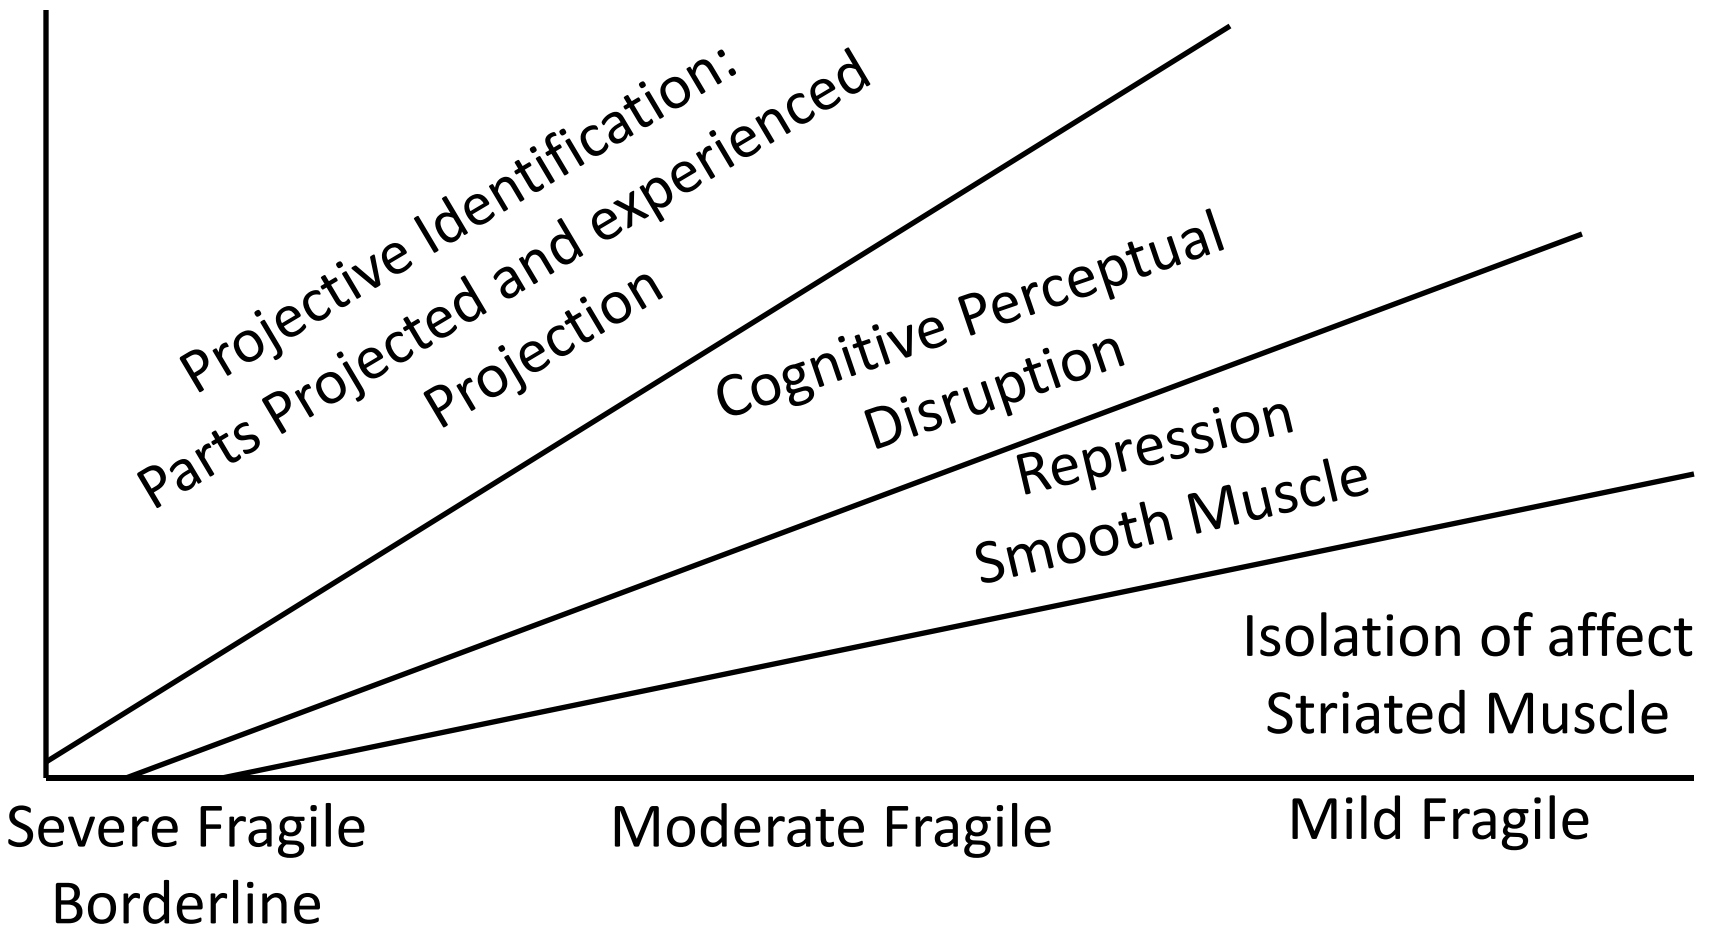 Projective Identification:
Parts Projected and experienced
Projection
Cognitive Perceptual
Disruption
Repression
Smooth Muscle
Isolation of affect
Striated Muscle
Severe Fragile
Borderline
Moderate Fragile
Mild Fragile